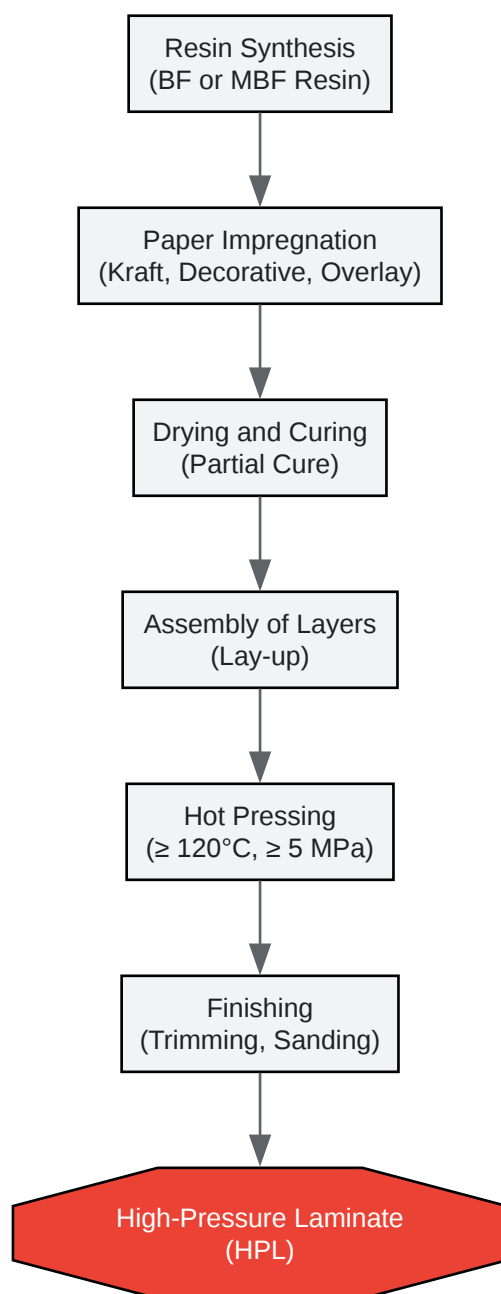 Resin Synthesis
(BF or MBF Resin)
Paper Impregnation
(Kraft, Decorative, Overlay)
Drying and Curing
(Partial Cure)
Assembly of Layers
(Lay-up)
Hot Pressing
(≥ 120°C, ≥ 5 MPa)
Finishing
(Trimming, Sanding)
High-Pressure Laminate
(HPL)